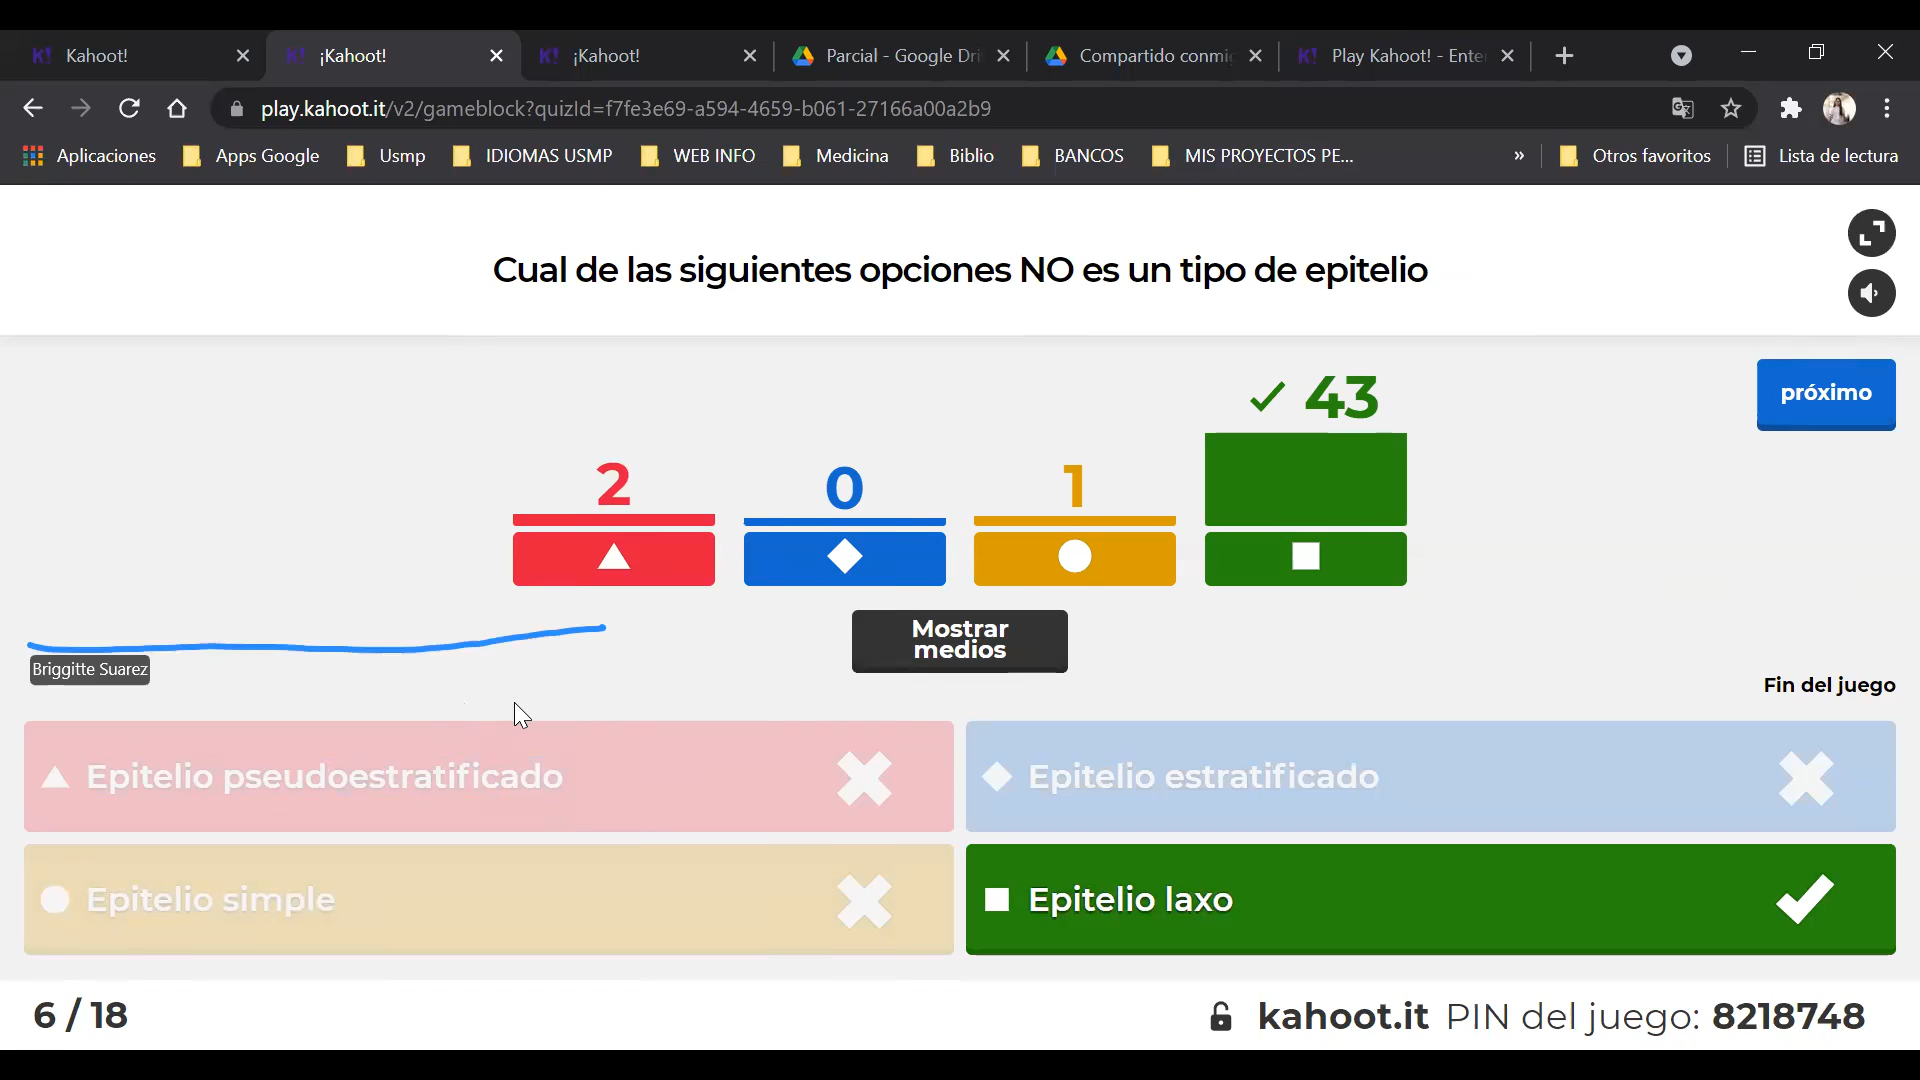 Kahoot!
¡Kahoot!
¡Kahoot!
Parcial - Google Dri
Compartido conmi
Play Kahoot! - Ente
play.kahoot.it/v2/gameblock?quizId=f7fe3e69-a594-4659-b061-27166a00a2b9
Aplicaciones
Apps Google
Usmp
IDIOMAS USMP
WEB INFO
Medicina
Biblio
BANCOS
MIS PROYECTOS PE...
»
Otros favoritos
Lista de lectura
Cual de las siguientes opciones NO es un tipo de epitelio
próximo
2
0
1
43
Mostrar
medios
Briggitte Suarez
Fin del juego
Epitelio pseudoestratificado
Epitelio estratificado
Epitelio simple
Epitelio laxo
6 / 18
kahoot.it PIN del juego: 8218748